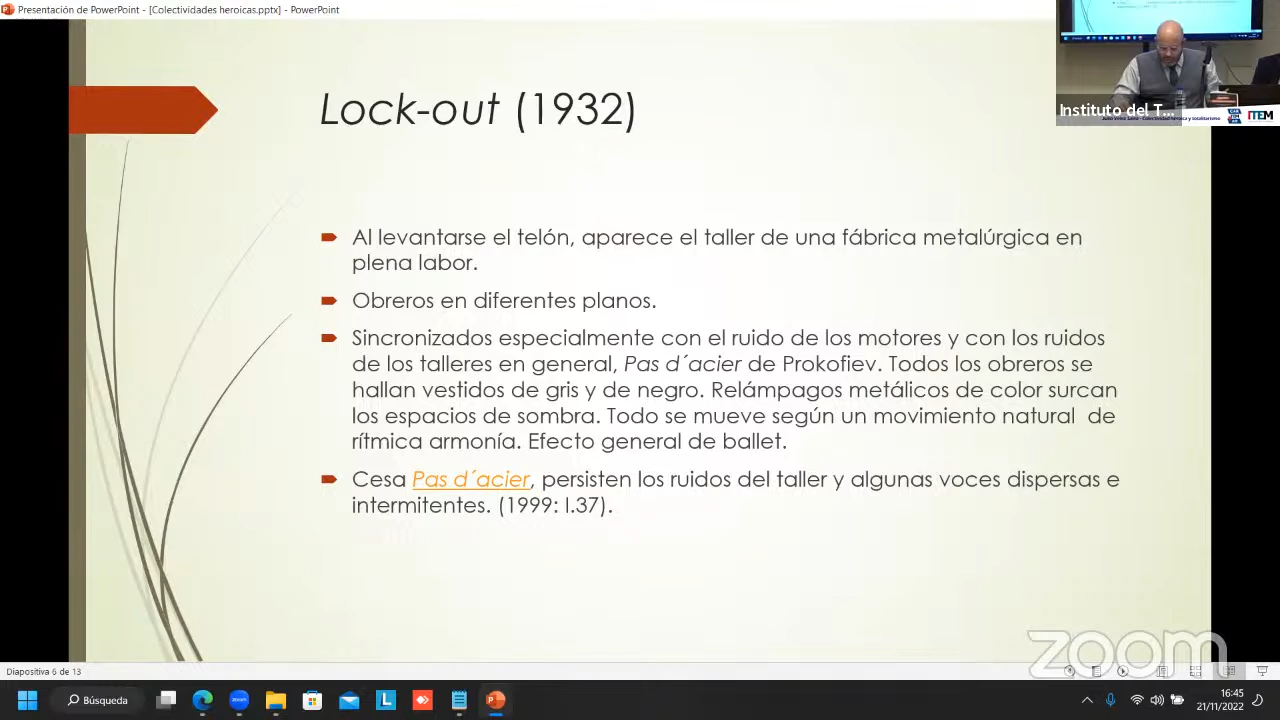 Presentación de PowerPoint - [Colectividades heroicas.pptx] - PowerPoint
Instituto del T...
ITEM
Lock-out (1932)
Al levantarse el telón, aparece el taller de una fábrica metalúrgica en
plena labor.
Obreros en diferentes planos.
Sincronizados especialmente con el ruido de los motores y con los ruidos
de los talleres en general, Pas d´acier de Prokofiev. Todos los obreros se
hallan vestidos de gris y de negro. Relámpagos metálicos de color surcan
los espacios de sombra. Todo se mueve según un movimiento natural  de
rítmica armonía. Efecto general de ballet.
Cesa Pas d´acier, persisten los ruidos del taller y algunas voces dispersas e
intermitentes. (1999: I.37).
zoom
Diapositiva 6 de 13
Búsqueda
zoom
L
16:45
21/11/2022